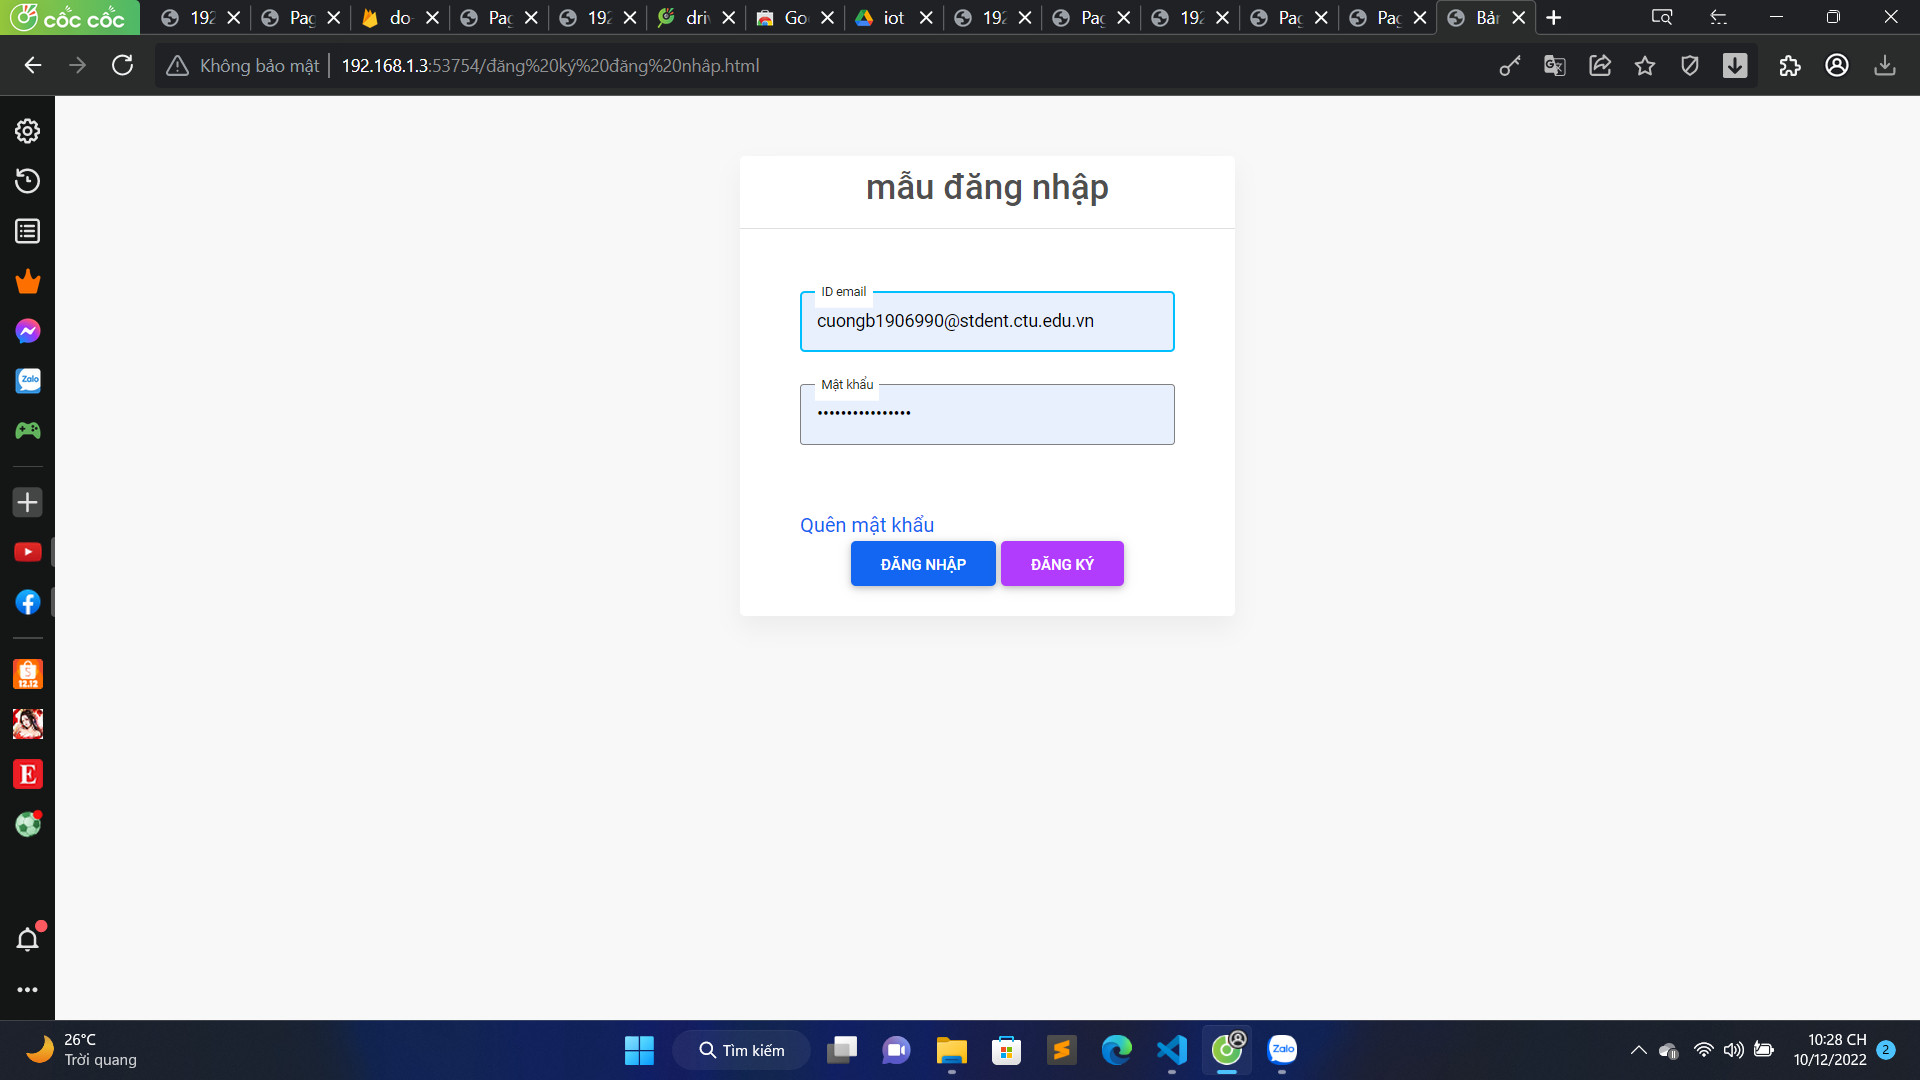 cốc cốc
192
Pag
do-
Pag
192
driv
Goo
iot
192
Pag
192
Pag
Pag
Bản
Không bảo mật
192.168.1.3:53754/đăng%20ký%20đăng%20nhâp.html
mẫu đăng nhập
ID email
cuongb1906990@stdent.ctu.edu.vn
Mật khẩu
••••••••••••••••
Quên mật khẩu
ĐĂNG NHẬP
ĐĂNG KÝ
Zalo
12.12
E
26°C
Trời quang
Tìm kiếm
Zalo
10:28 CH
10/12/2022
2